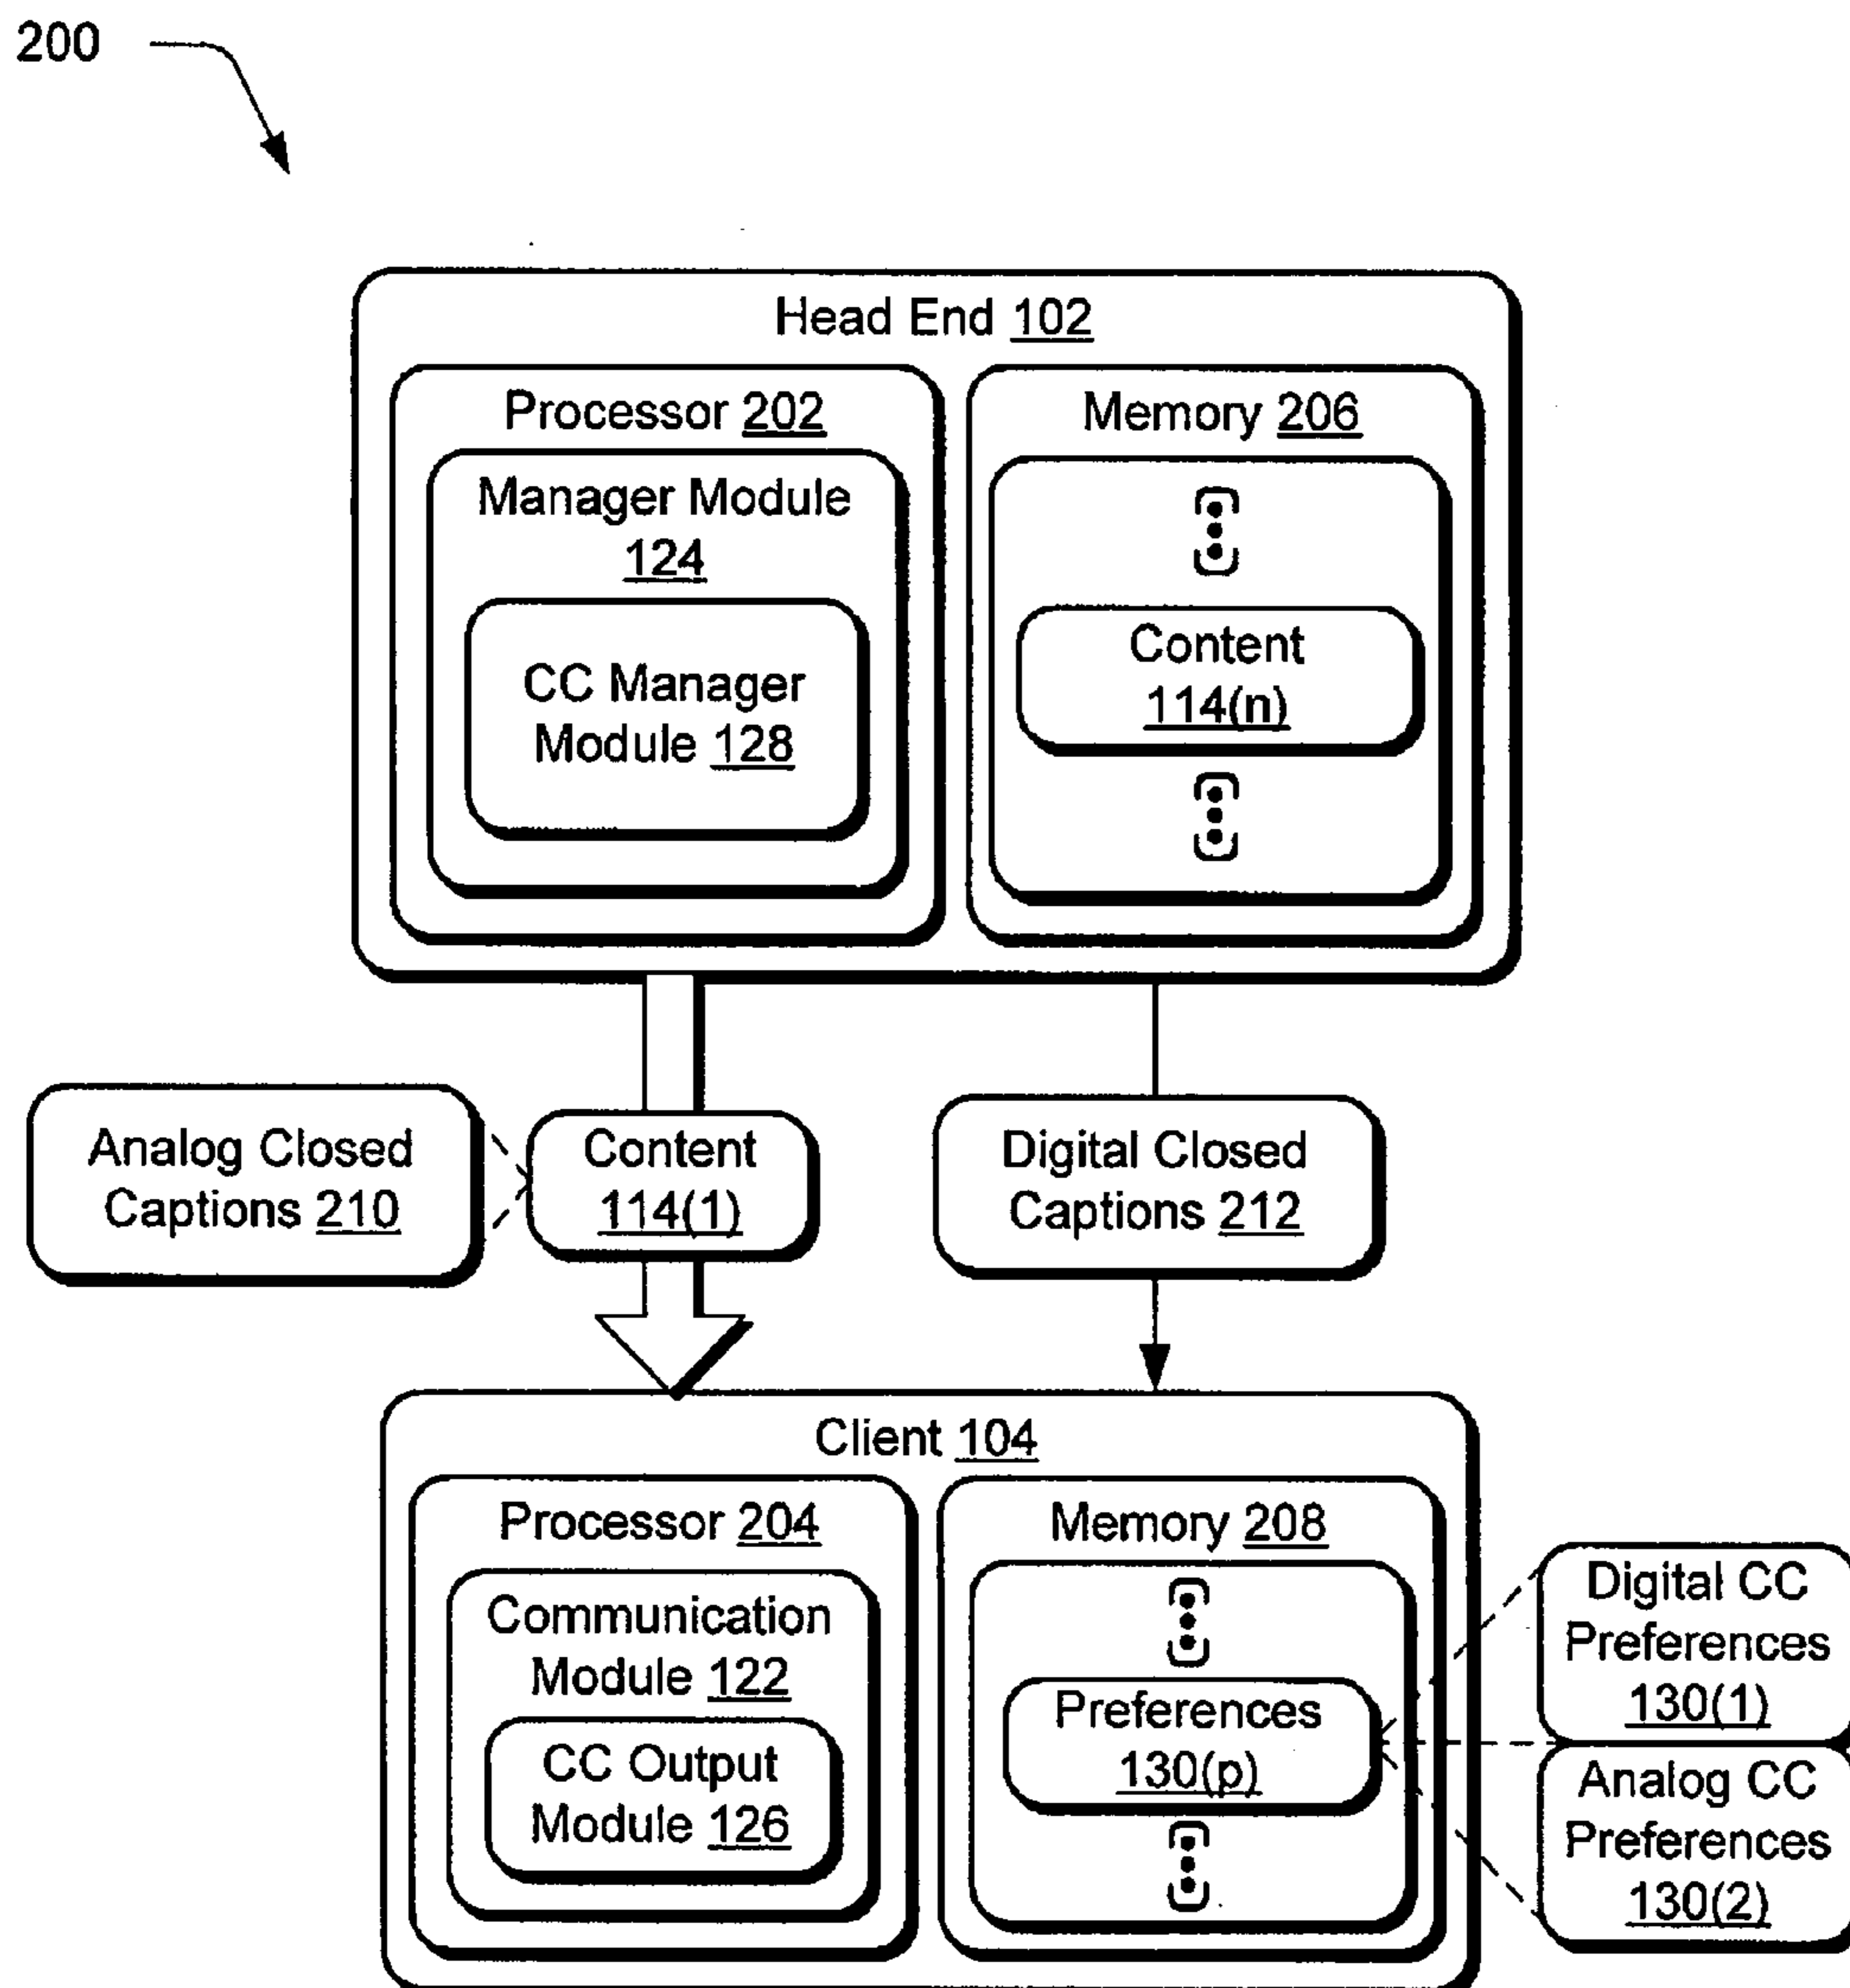 200
Head End 102
Processor 202
Manager Module
124
CC Manager
Module 128
Memory 206
Content
114(n)
Analog Closed
Captions 210
Content
114(1)
Digital Closed
Captions 212
Client 104
Processor 204
Communication
Module 122
CC Output
Module 126
Memory 208
Preferences
130(p)
Digital CC
Preferences
130(1)
Analog CC
Preferences
130(2)